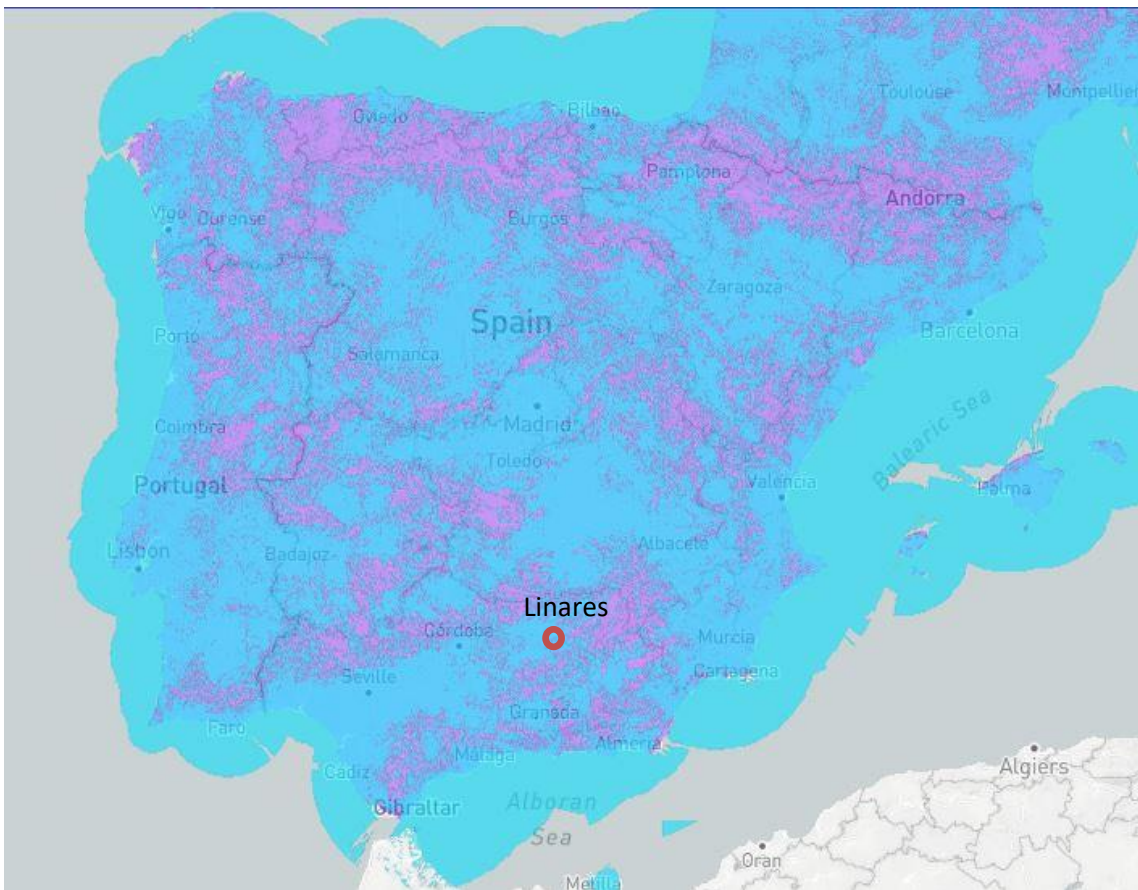 Oviedo
Bilbao
Toulouse
Montpellier
Pamplona
Andorra
Vigo
Ourense
Burgos
Zaragoza
Spain
Barcelona
Porto
Salamanca
Madrid
Coimbra
Toledo
Balearic Sea
Portugal
Valencia
Palma
Lisbon
Badajoz
Albacete
Linares
Córdoba
Murcia
Cartagena
Seville
Granada
Faro
Málaga
Almería
Cádiz
Gibraltar
Alboran
Sea
Algiers
Oran
Melilla